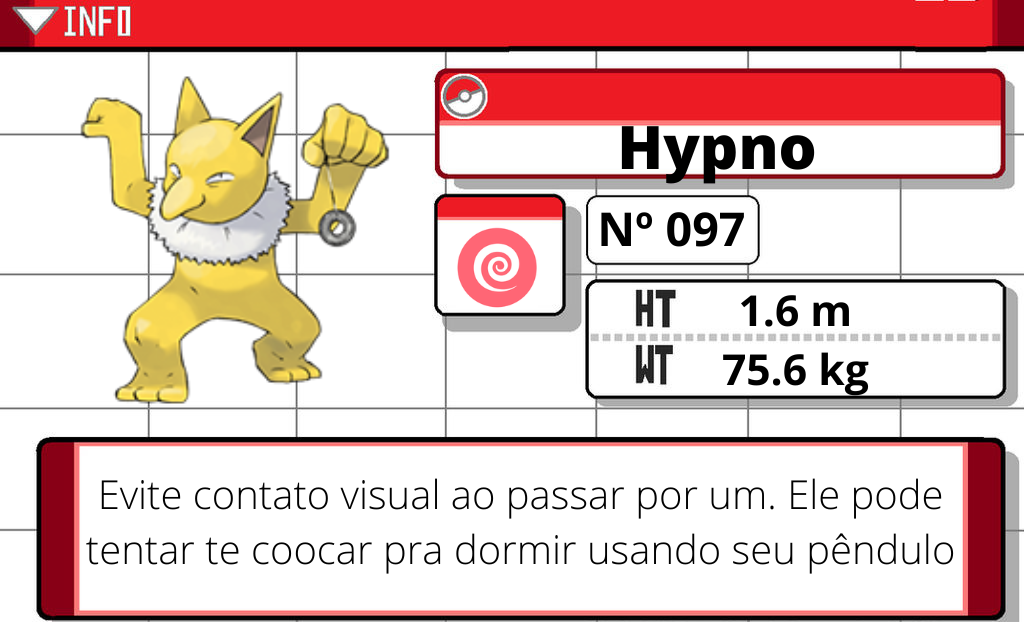 INFO
Hypno
Nº 097
HT 1.6 m
WT 75.6 kg
Evite contato visual ao passar por um. Ele pode
tentar te coocar pra dormir usando seu pêndulo